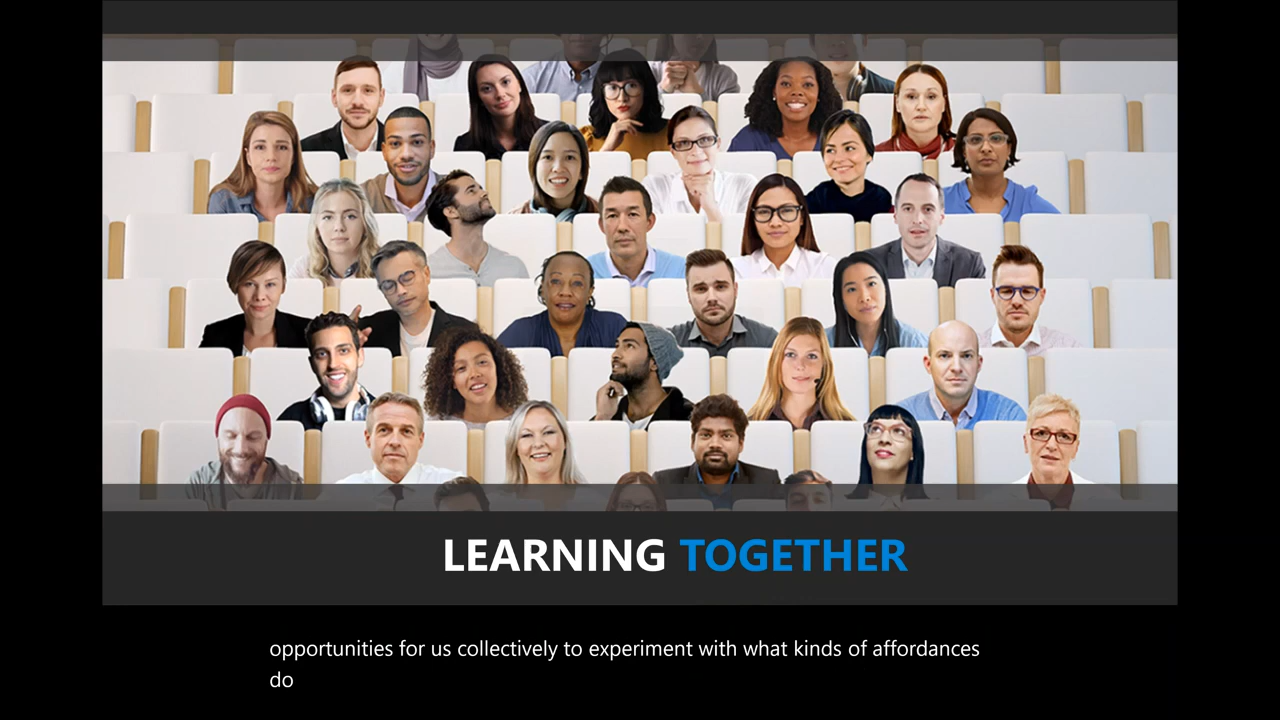 LEARNING TOGETHER
opportunities for us collectively to experiment with what kinds of affordances
do